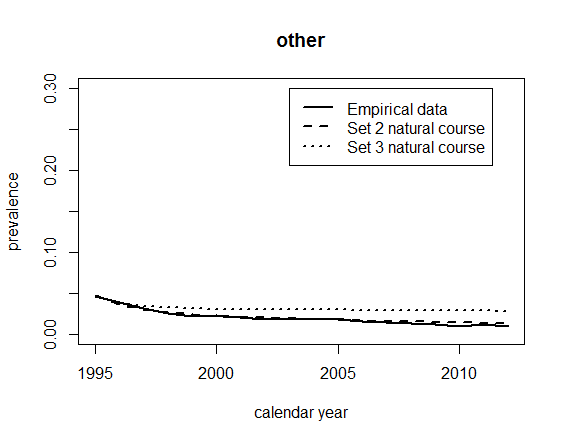 other
Empirical data
Set 2 natural course
Set 3 natural course
prevalence
0.30
0.20
0.10
0.00
1995
2000
2005
2010
calendar year